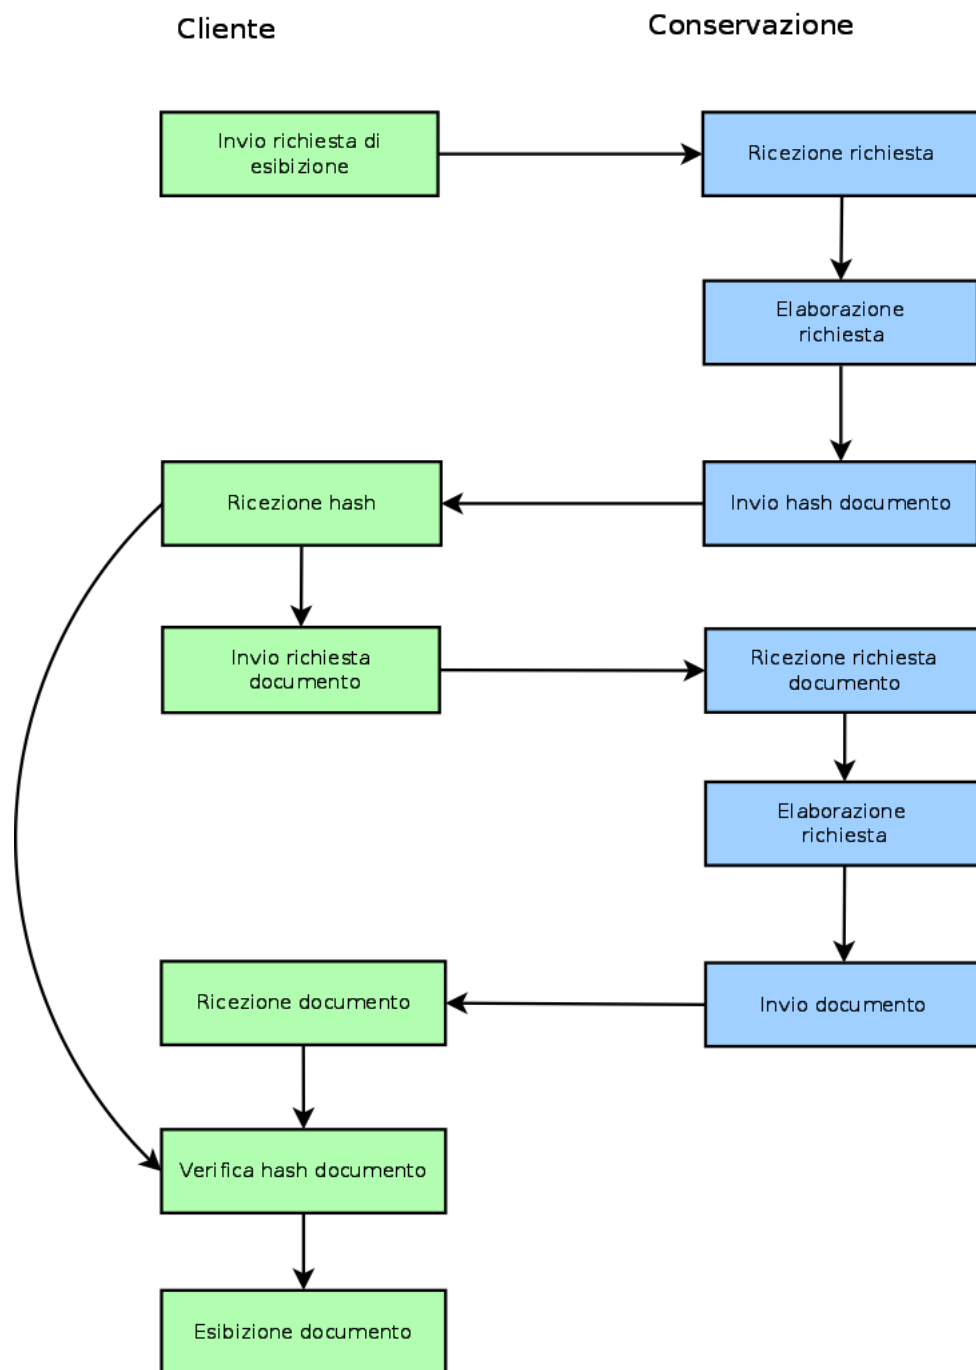 Cliente
Conservazione
Invio richiesta di
esibizione
Ricezione richiesta
Elaborazione
richiesta
Ricezione hash
Invio hash documento
Invio richiesta
documento
Ricezione richiesta
documento
Elaborazione
richiesta
Ricezione documento
Invio documento
Verifica hash documento
Esibizione documento